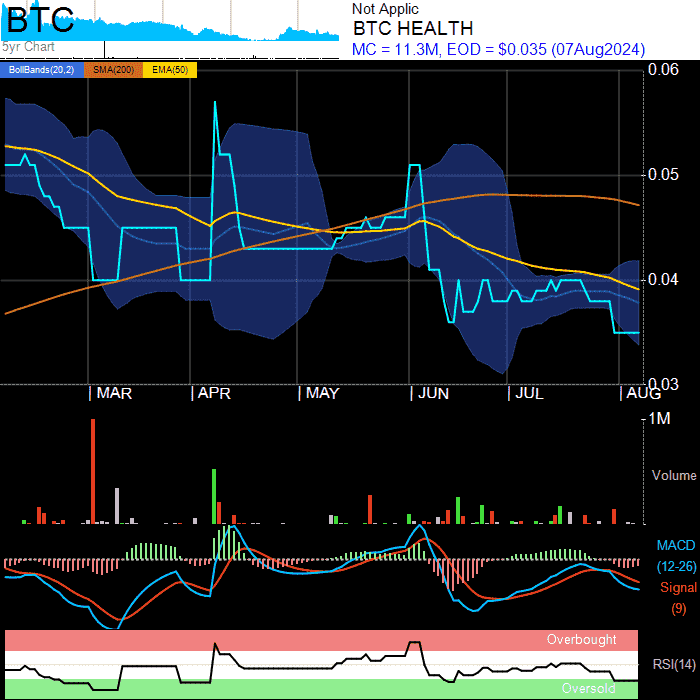 BTC
5yr Chart
Not Applic
BTC HEALTH
MC = 11.3M, EOD = $0.035 (07Aug2024)
BollBands(20,2) SMA(200) EMA(50)
0.06
0.05
0.04
0.03
MAR APR MAY JUN JUL AUG
1M
Volume
MACD
(12-26)
Signal
(9)
Overbought
RSI(14)
Oversold